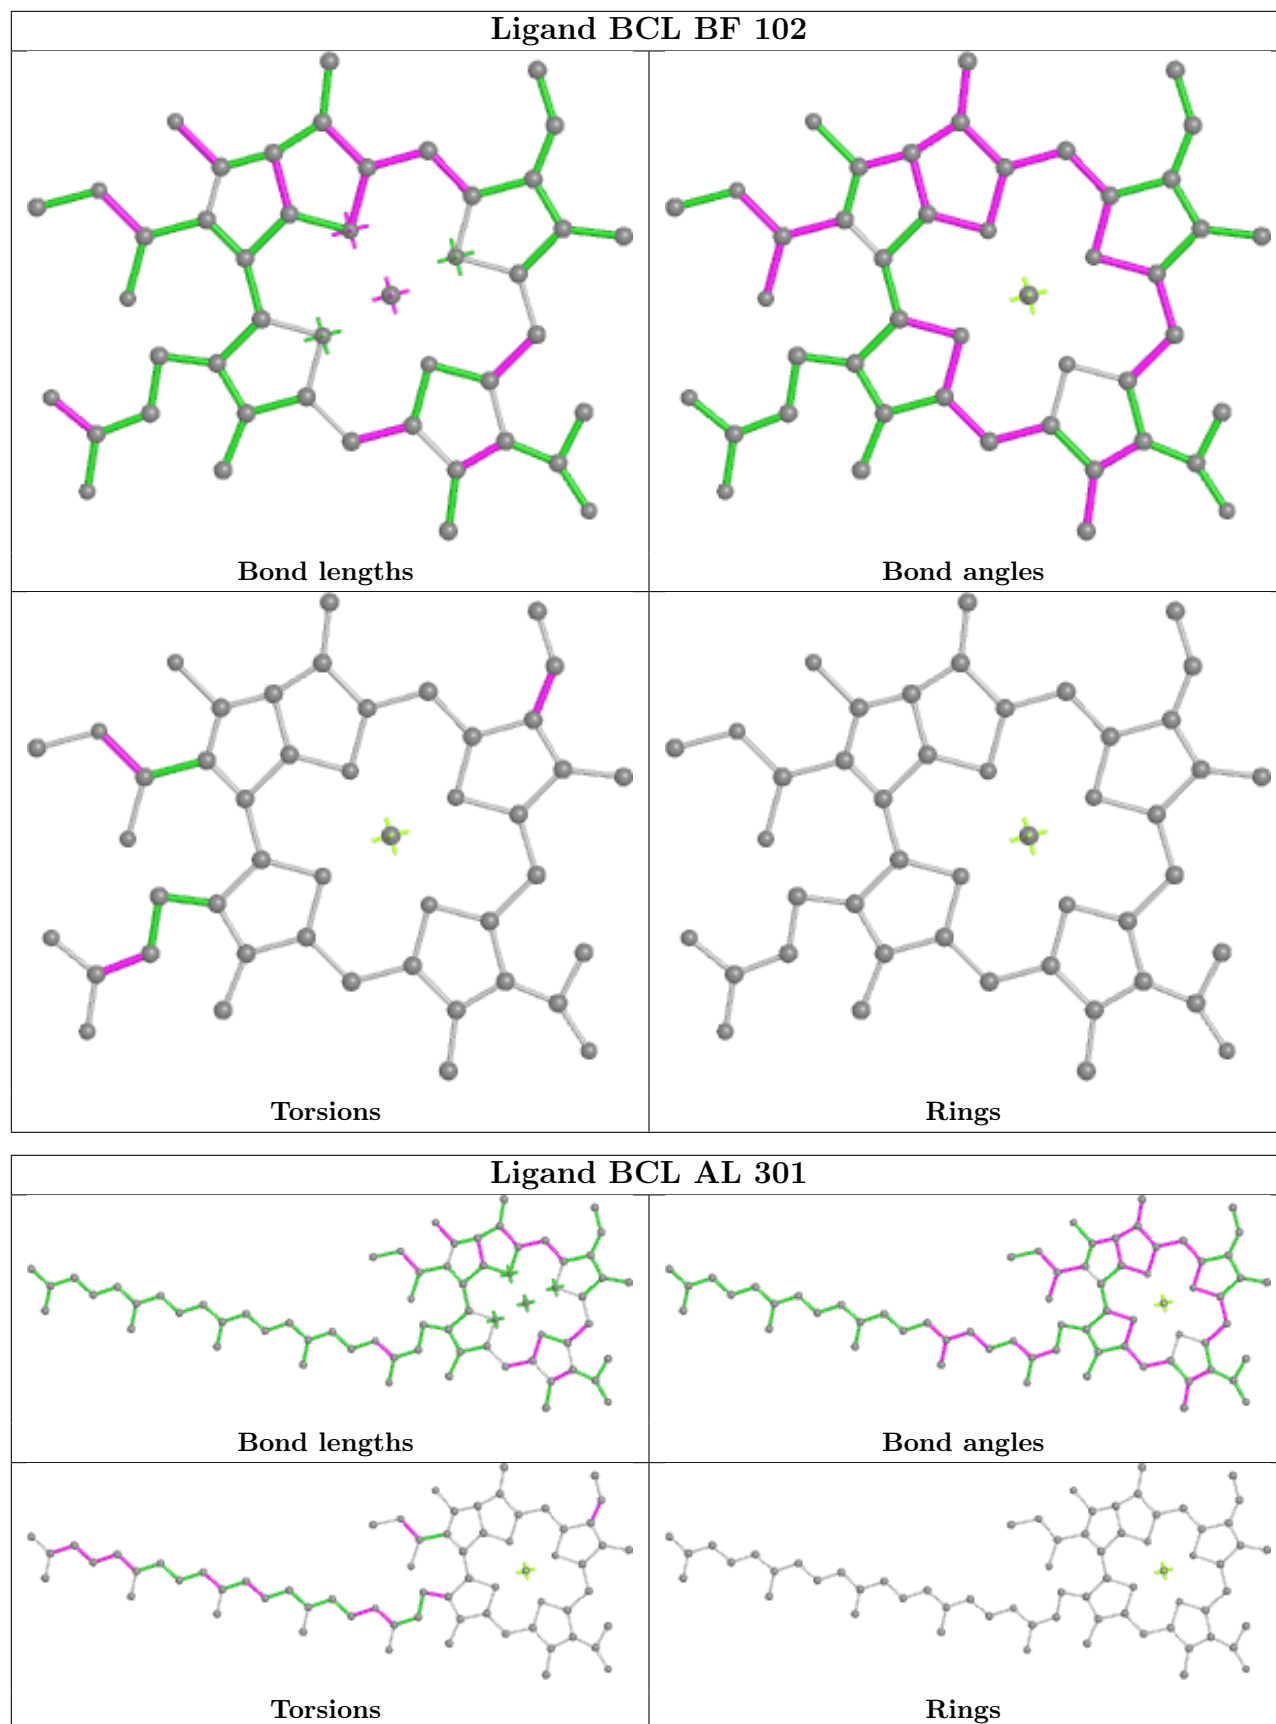 Ligand BCL BF 102
Bond lengths
Bond angles
Torsions
Rings
Ligand BCL AL 301
Bond lengths
Bond angles
Torsions
Rings